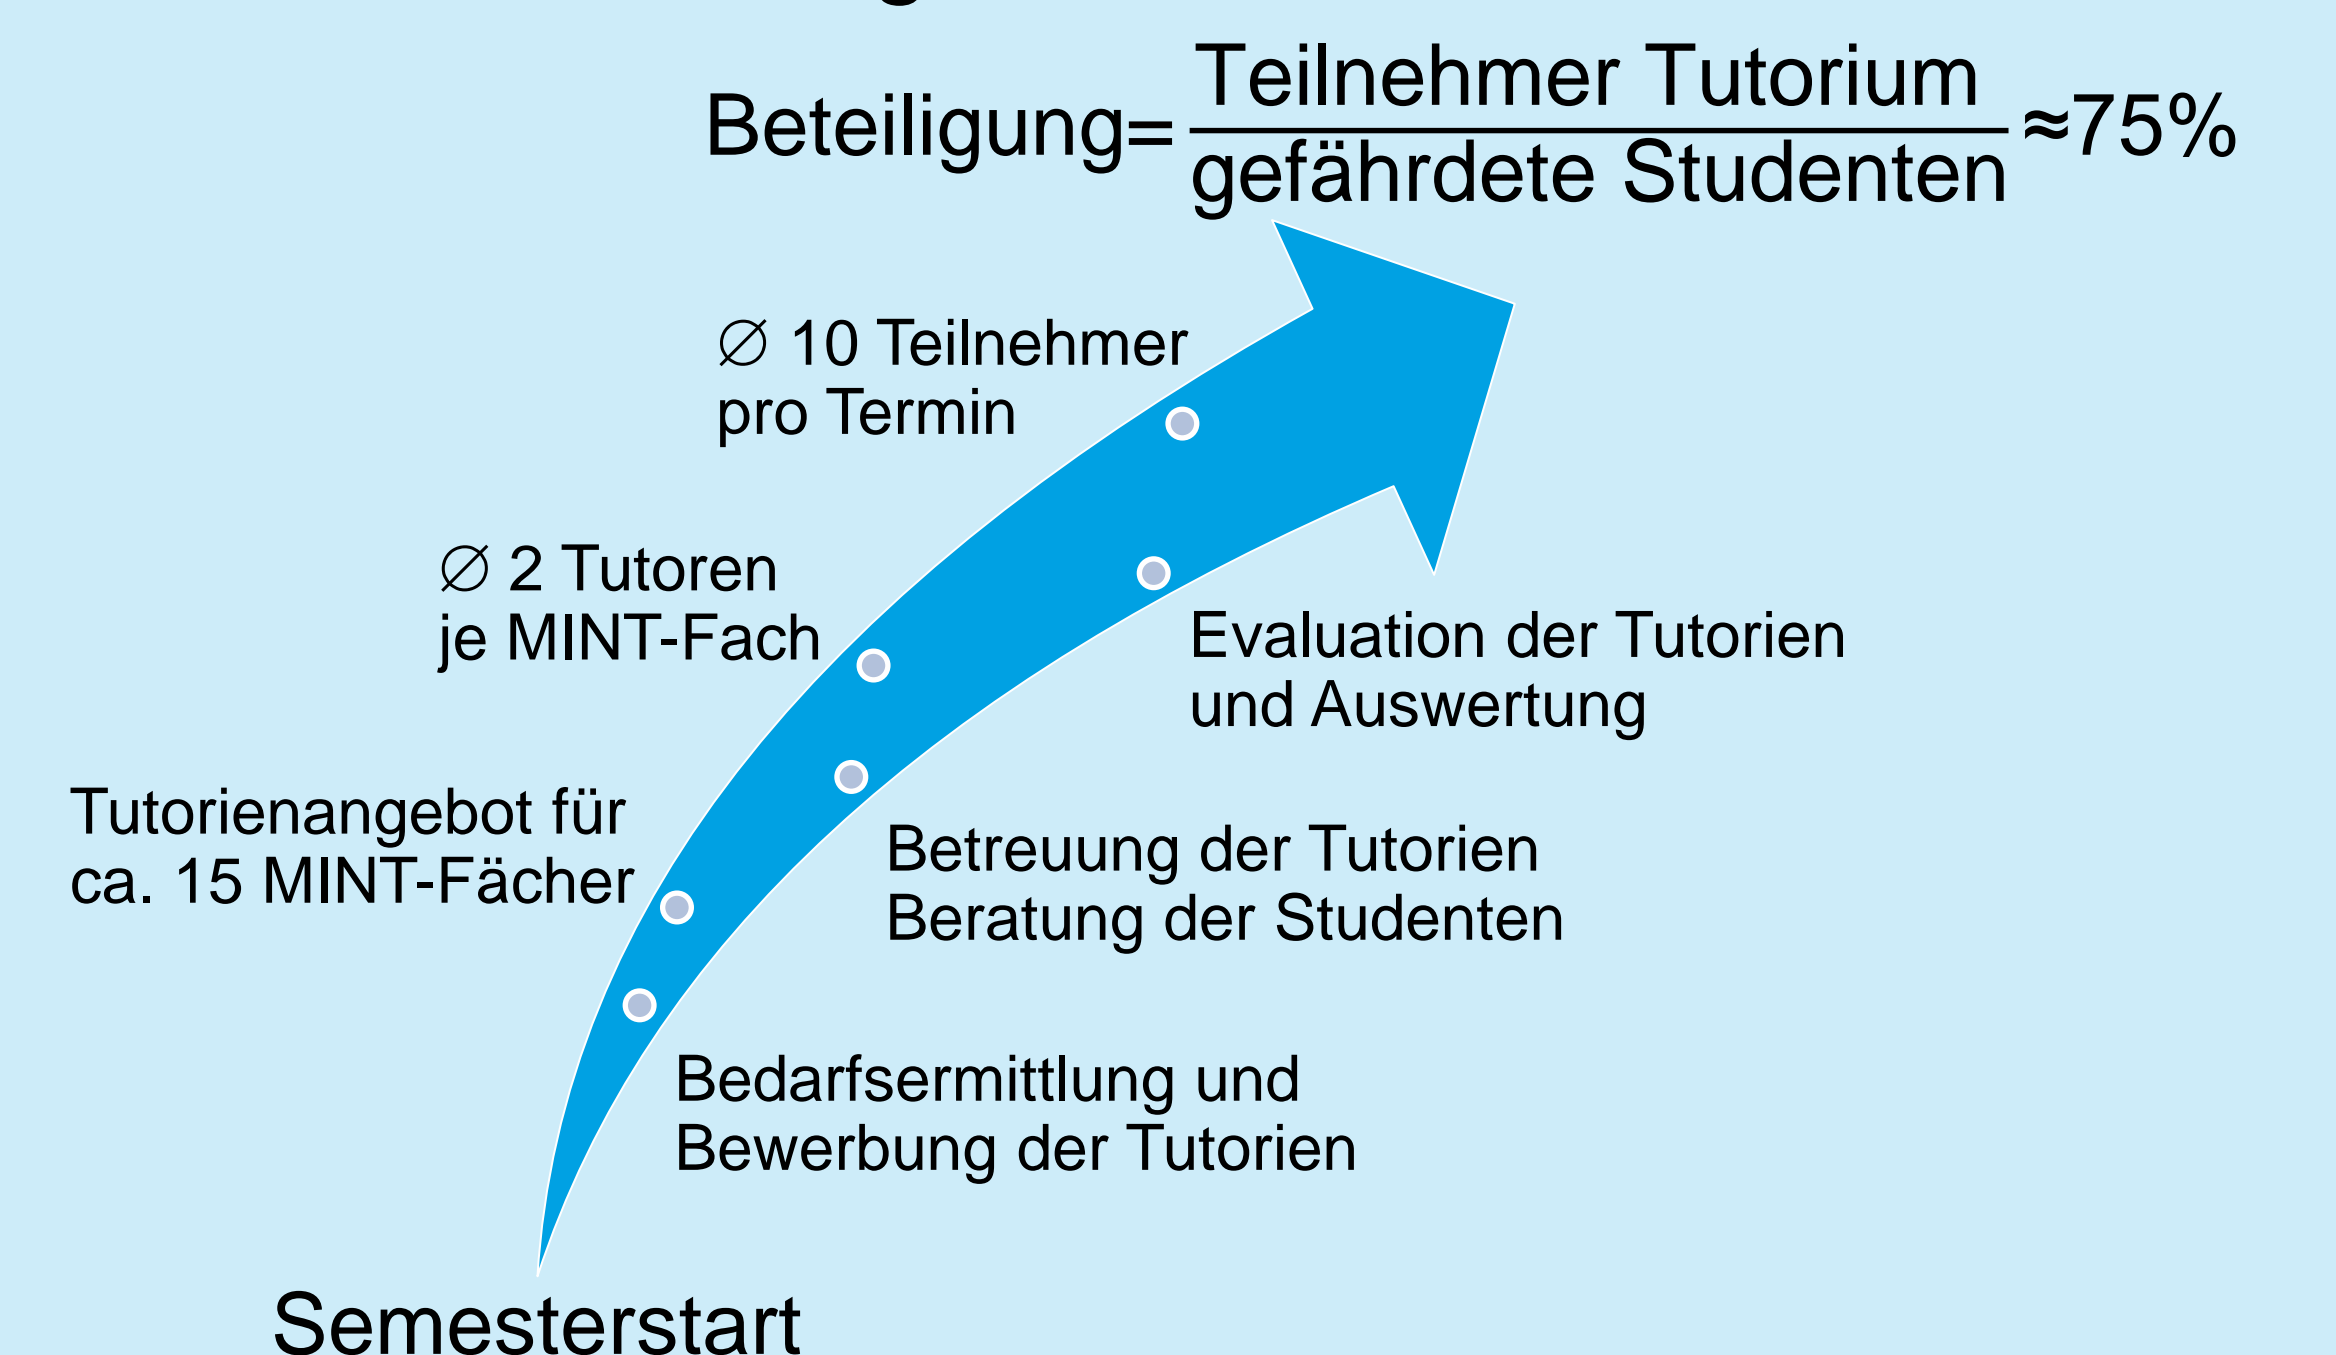 Teilnehmer Tutorium
Beteiligung= ≈75%
gefährdete Studenten
∅ 10 Teilnehmer
pro Termin
∅ 2 Tutoren
je MINT-Fach
Evaluation der Tutorien
und Auswertung
Tutorienangebot für
ca. 15 MINT-Fächer
Betreuung der Tutorien
Beratung der Studenten
Bedarfsermittlung und
Bewerbung der Tutorien
Semesterstart